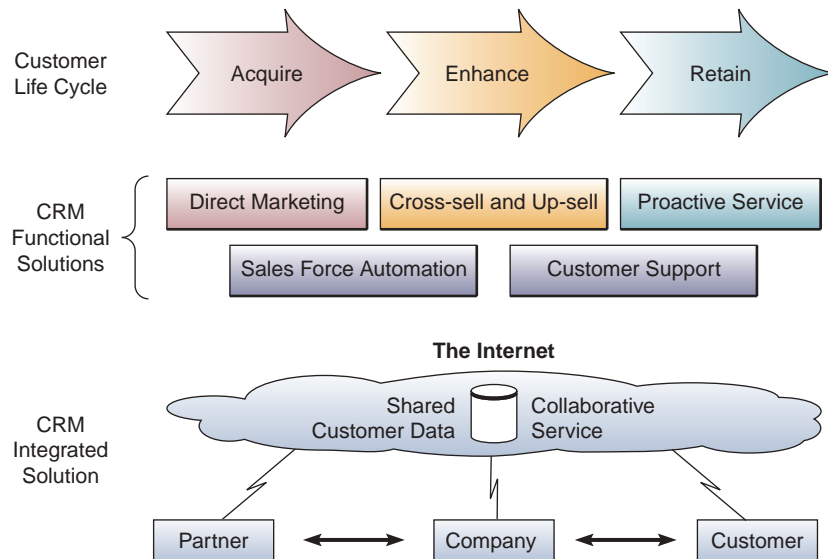 Customer
Life Cycle
Acquire
Enhance
Retain
CRM
Functional
Solutions
Direct Marketing
Cross-sell and Up-sell
Proactive Service
Sales Force Automation
Customer Support
The Internet
CRM
Integrated
Solution
Shared
Customer Data
Collaborative
Service
Partner
Company
Customer